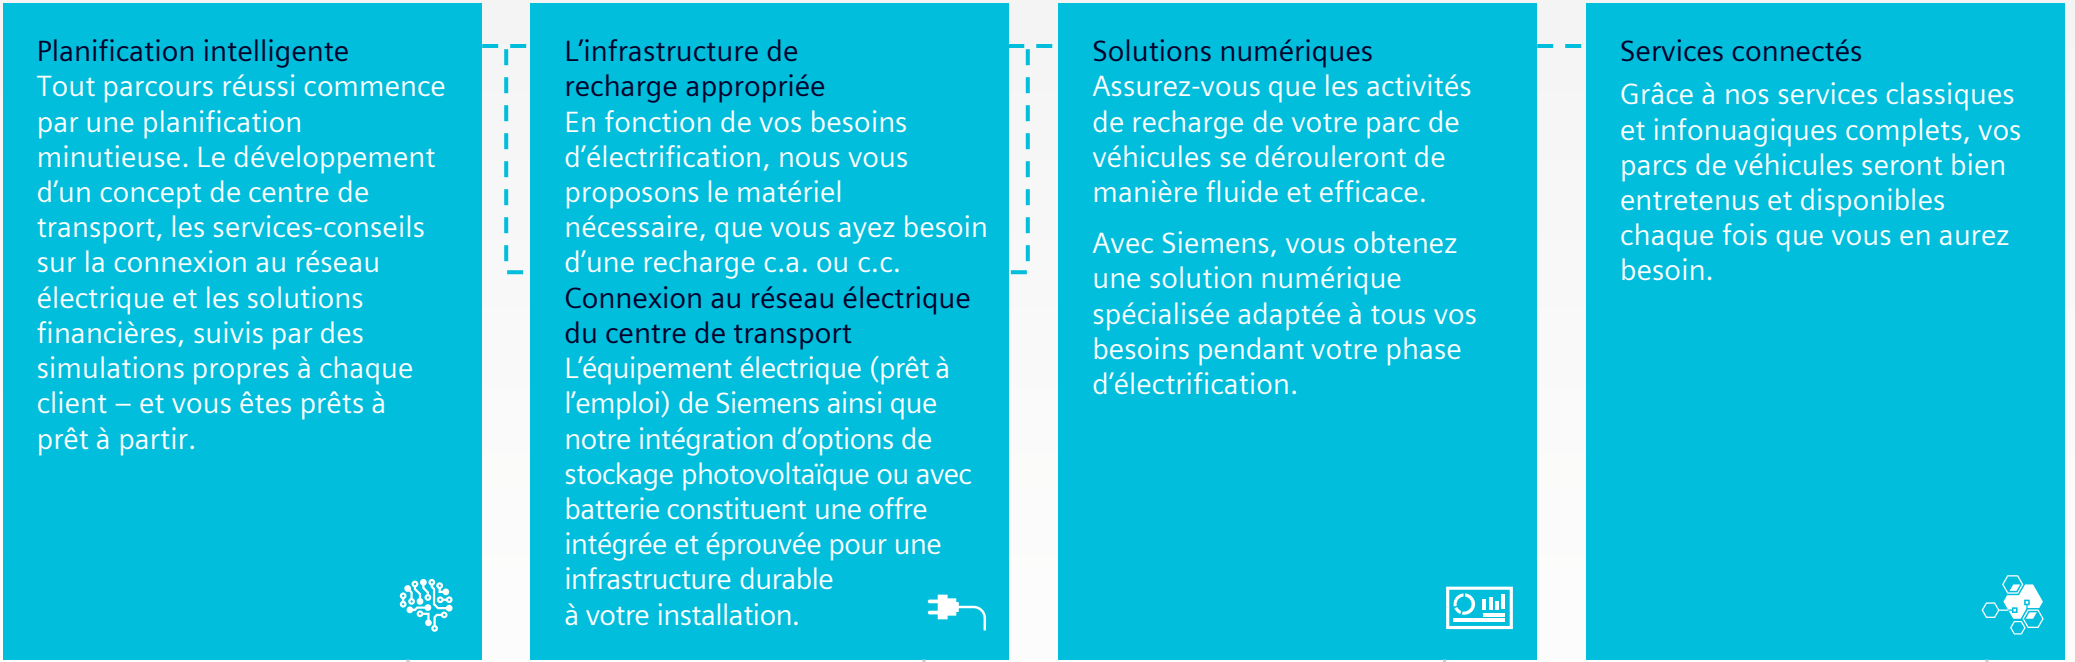 Planification intelligente
Tout parcours réussi commence
par une planification
minutieuse. Le développement
d’un concept de centre de
transport, les services-conseils
sur la connexion au réseau
électrique et les solutions
financières, suivis par des
simulations propres à chaque
client – et vous êtes prêts à
prêt à partir.
L’infrastructure de
recharge appropriée
En fonction de vos besoins
d’électrification, nous vous
proposons le matériel
nécessaire, que vous ayez besoin
d’une recharge c.a. ou c.c.
Connexion au réseau électrique
du centre de transport
L’équipement électrique (prêt à
l’emploi) de Siemens ainsi que
notre intégration d’options de
stockage photovoltaïque ou avec
batterie constituent une offre
intégrée et éprouvée pour une
infrastructure durable
à votre installation.
Solutions numériques
Assurez-vous que les activités
de recharge de votre parc de
véhicules se dérouleront de
manière fluide et efficace.
Avec Siemens, vous obtenez
une solution numérique
spécialisée adaptée à tous vos
besoins pendant votre phase
d’électrification.
Services connectés
Grâce à nos services classiques
et infonuagiques complets, vos
parcs de véhicules seront bien
entretenus et disponibles
chaque fois que vous en aurez
besoin.